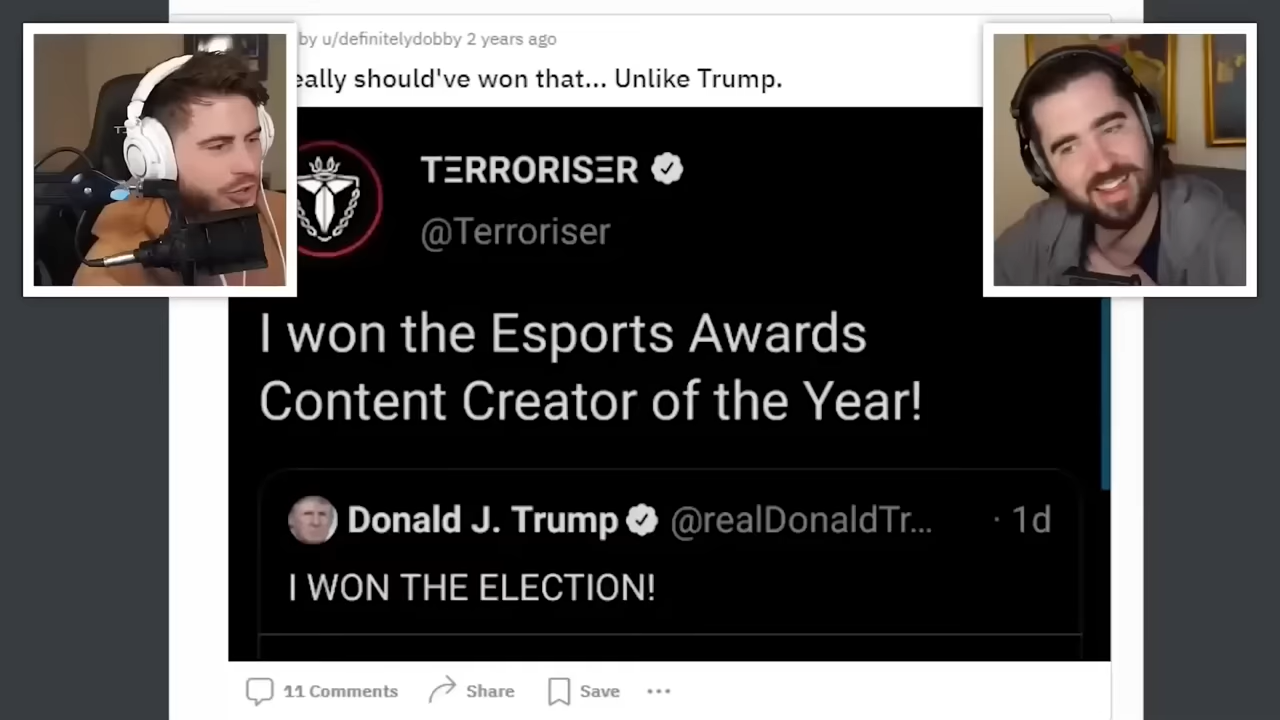 by u/definitelydobby 2 years ago
eally should've won that... Unlike Trump.
TΞRRORISΞR
@Terroriser
I won the Esports Awards
Content Creator of the Year!
Donald J. Trump @realDonaldTr... · 1d
I WON THE ELECTION!
11 Comments Share Save ...